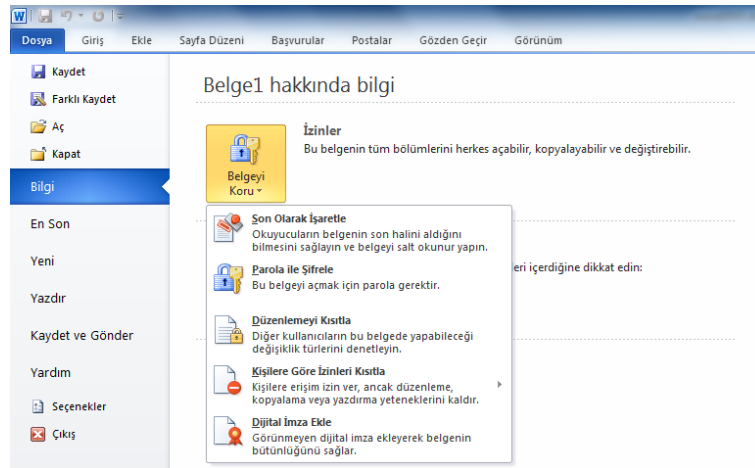 Dosya Giriş Ekle Sayfa Düzeni Başvurular Postalar Gözden Geçir Görünüm
Kaydet
Farklı Kaydet
Aç
Kapat
Bilgi
En Son
Yeni
Yazdır
Kaydet ve Gönder
Yardım
Seçenekler
Çıkış
Belge1 hakkında bilgi
Belgeyi
Koru
İzinler
Bu belgenin tüm bölümlerini herkes açabilir, kopyalayabilir ve değiştirebilir.
eri içerdiğine dikkat edin:
Son Olarak İşaretle
Okuyucuların belgenin son halini aldığını
bilmesini sağlayın ve belgeyi salt okunur yapın.
Parola ile Şifrele
Bu belgeyi açmak için parola gerektir.
Düzenlemeyi Kısıtla
Diğer kullanıcıların bu belgede yapabileceği
değişiklik türlerini denetleyin.
Kişilere Göre İzinleri Kısıtla
Kişilere erişim izin ver, ancak düzenleme,
kopyalama veya yazdırma yeteneklerini kaldır.
Dijital İmza Ekle
Görünmeyen dijital imza ekleyerek belgenin
bütünlüğünü sağlar.